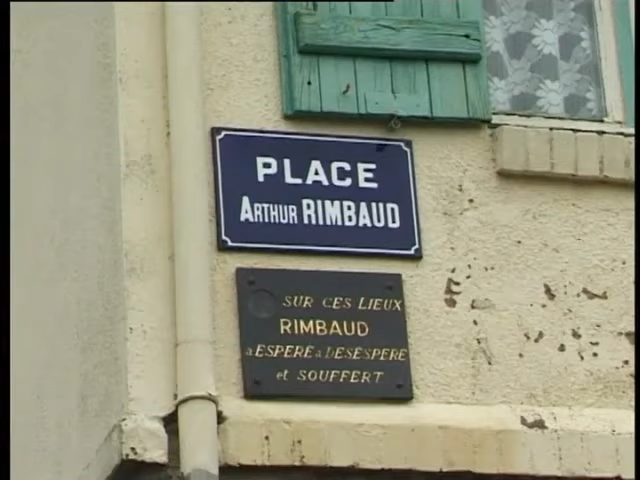 PLACE
ARTHUR RIMBAUD
SUR CES LIEUX
RIMBAUD
a ESPERE a DESESPERE
et SOUFFERT